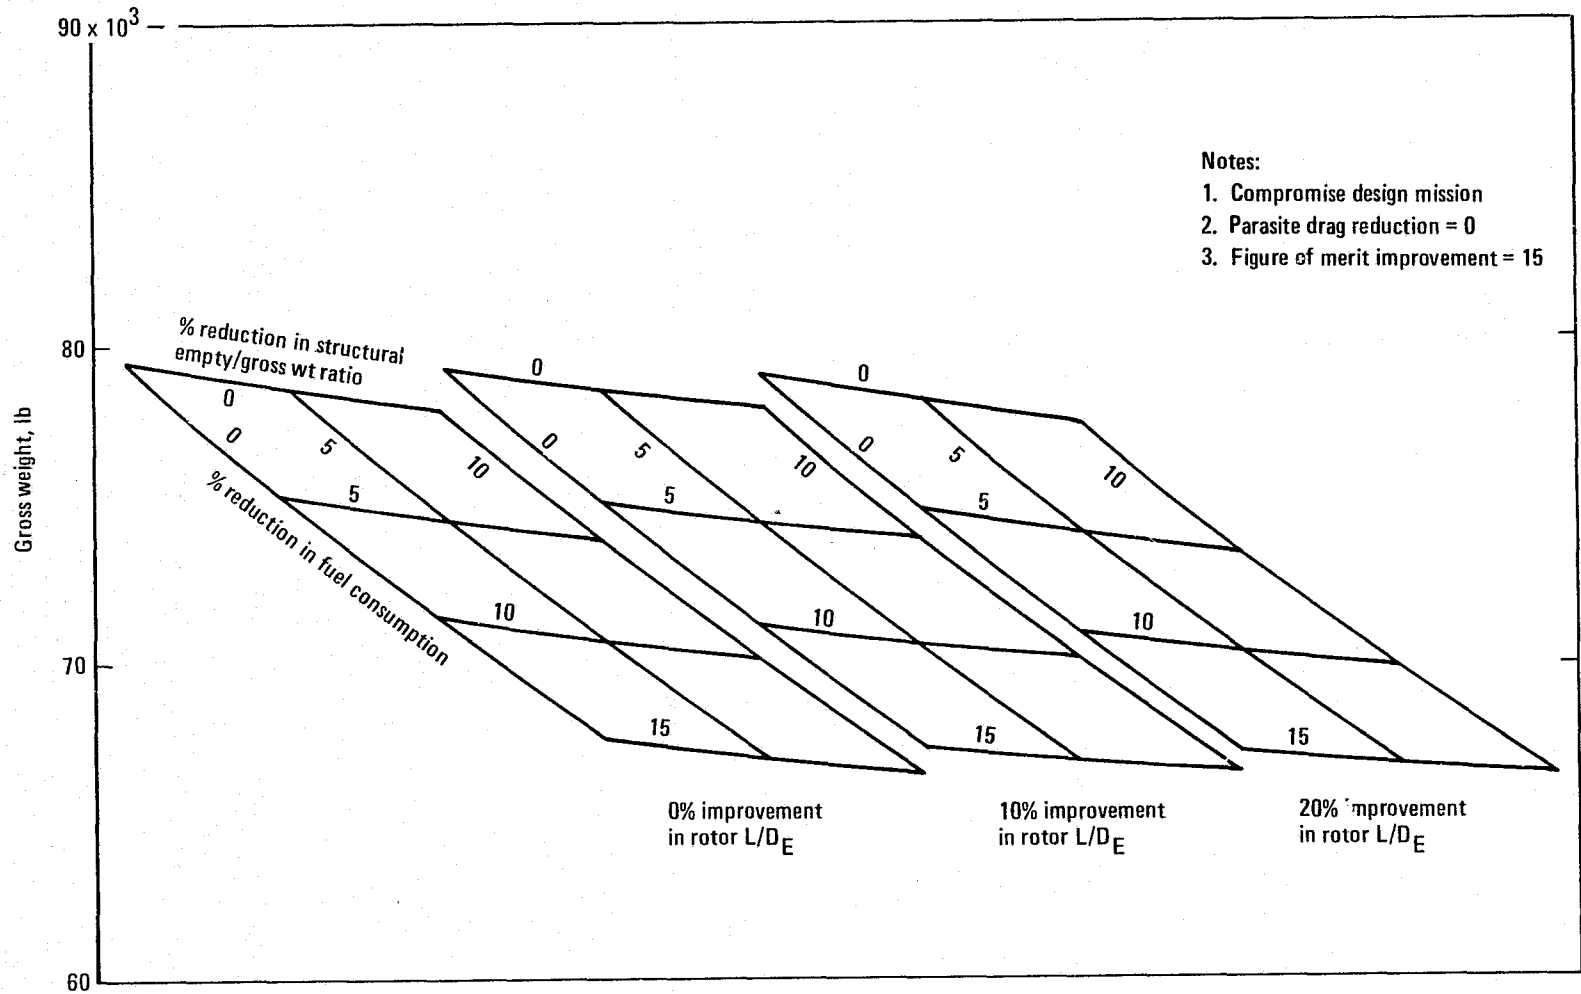 90 x 10³
Notes:
1. Compromise design mission
2. Parasite drag reduction = 0
3. Figure of merit improvement = 15
% reduction in structural
empty/gross wt ratio
80
0
0
0
0
0
0
0
5
5
5
10
10
10
Gross weight, lb
% reduction in fuel consumption
5
5
5
70
10
10
10
15
15
15
0% improvement
in rotor L/D_E
10% improvement
in rotor L/D_E
20% mprovement
in rotor L/D_E
60